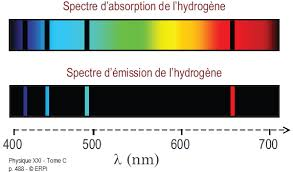 Spectre d'absorption de l'hydrogène
Spectre d'émission de l'hydrogène
400 500 600 700
Physique XXI - Tome C
λ (nm)
p. 488 - © ERPI